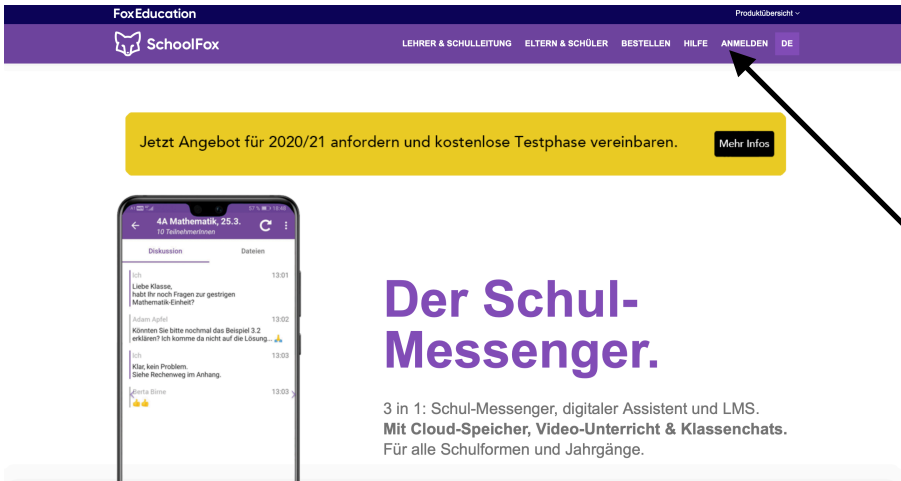 FoxEducation
Produktübersicht
SchoolFox
LEHRER & SCHULLEITUNG ELTERN & SCHÜLER BESTELLEN HILFE ANMELDEN DE
Jetzt Angebot für 2020/21 anfordern und kostenlose Testphase vereinbaren.
Mehr Infos
57 % 18:48
4A Mathematik, 25.3.
10 TeilnehmerInnen
Diskussion Dateien
Ich 13:01
Liebe Klasse,
habt Ihr noch Fragen zur gestrigen
Mathematik-Einheit?
Adam Apfel 13:02
Könnten Sie bitte nochmal das Beispiel 3.2
erklären? Ich komme da nicht auf die Lösung... 🙏
Ich 13:03
Klar, kein Problem.
Siehe Rechenweg im Anhang.
Berta Birne 13:03
👍👍
Der Schul-
Messenger.
3 in 1: Schul-Messenger, digitaler Assistent und LMS.
Mit Cloud-Speicher, Video-Unterricht & Klassenchats.
Für alle Schulformen und Jahrgänge.